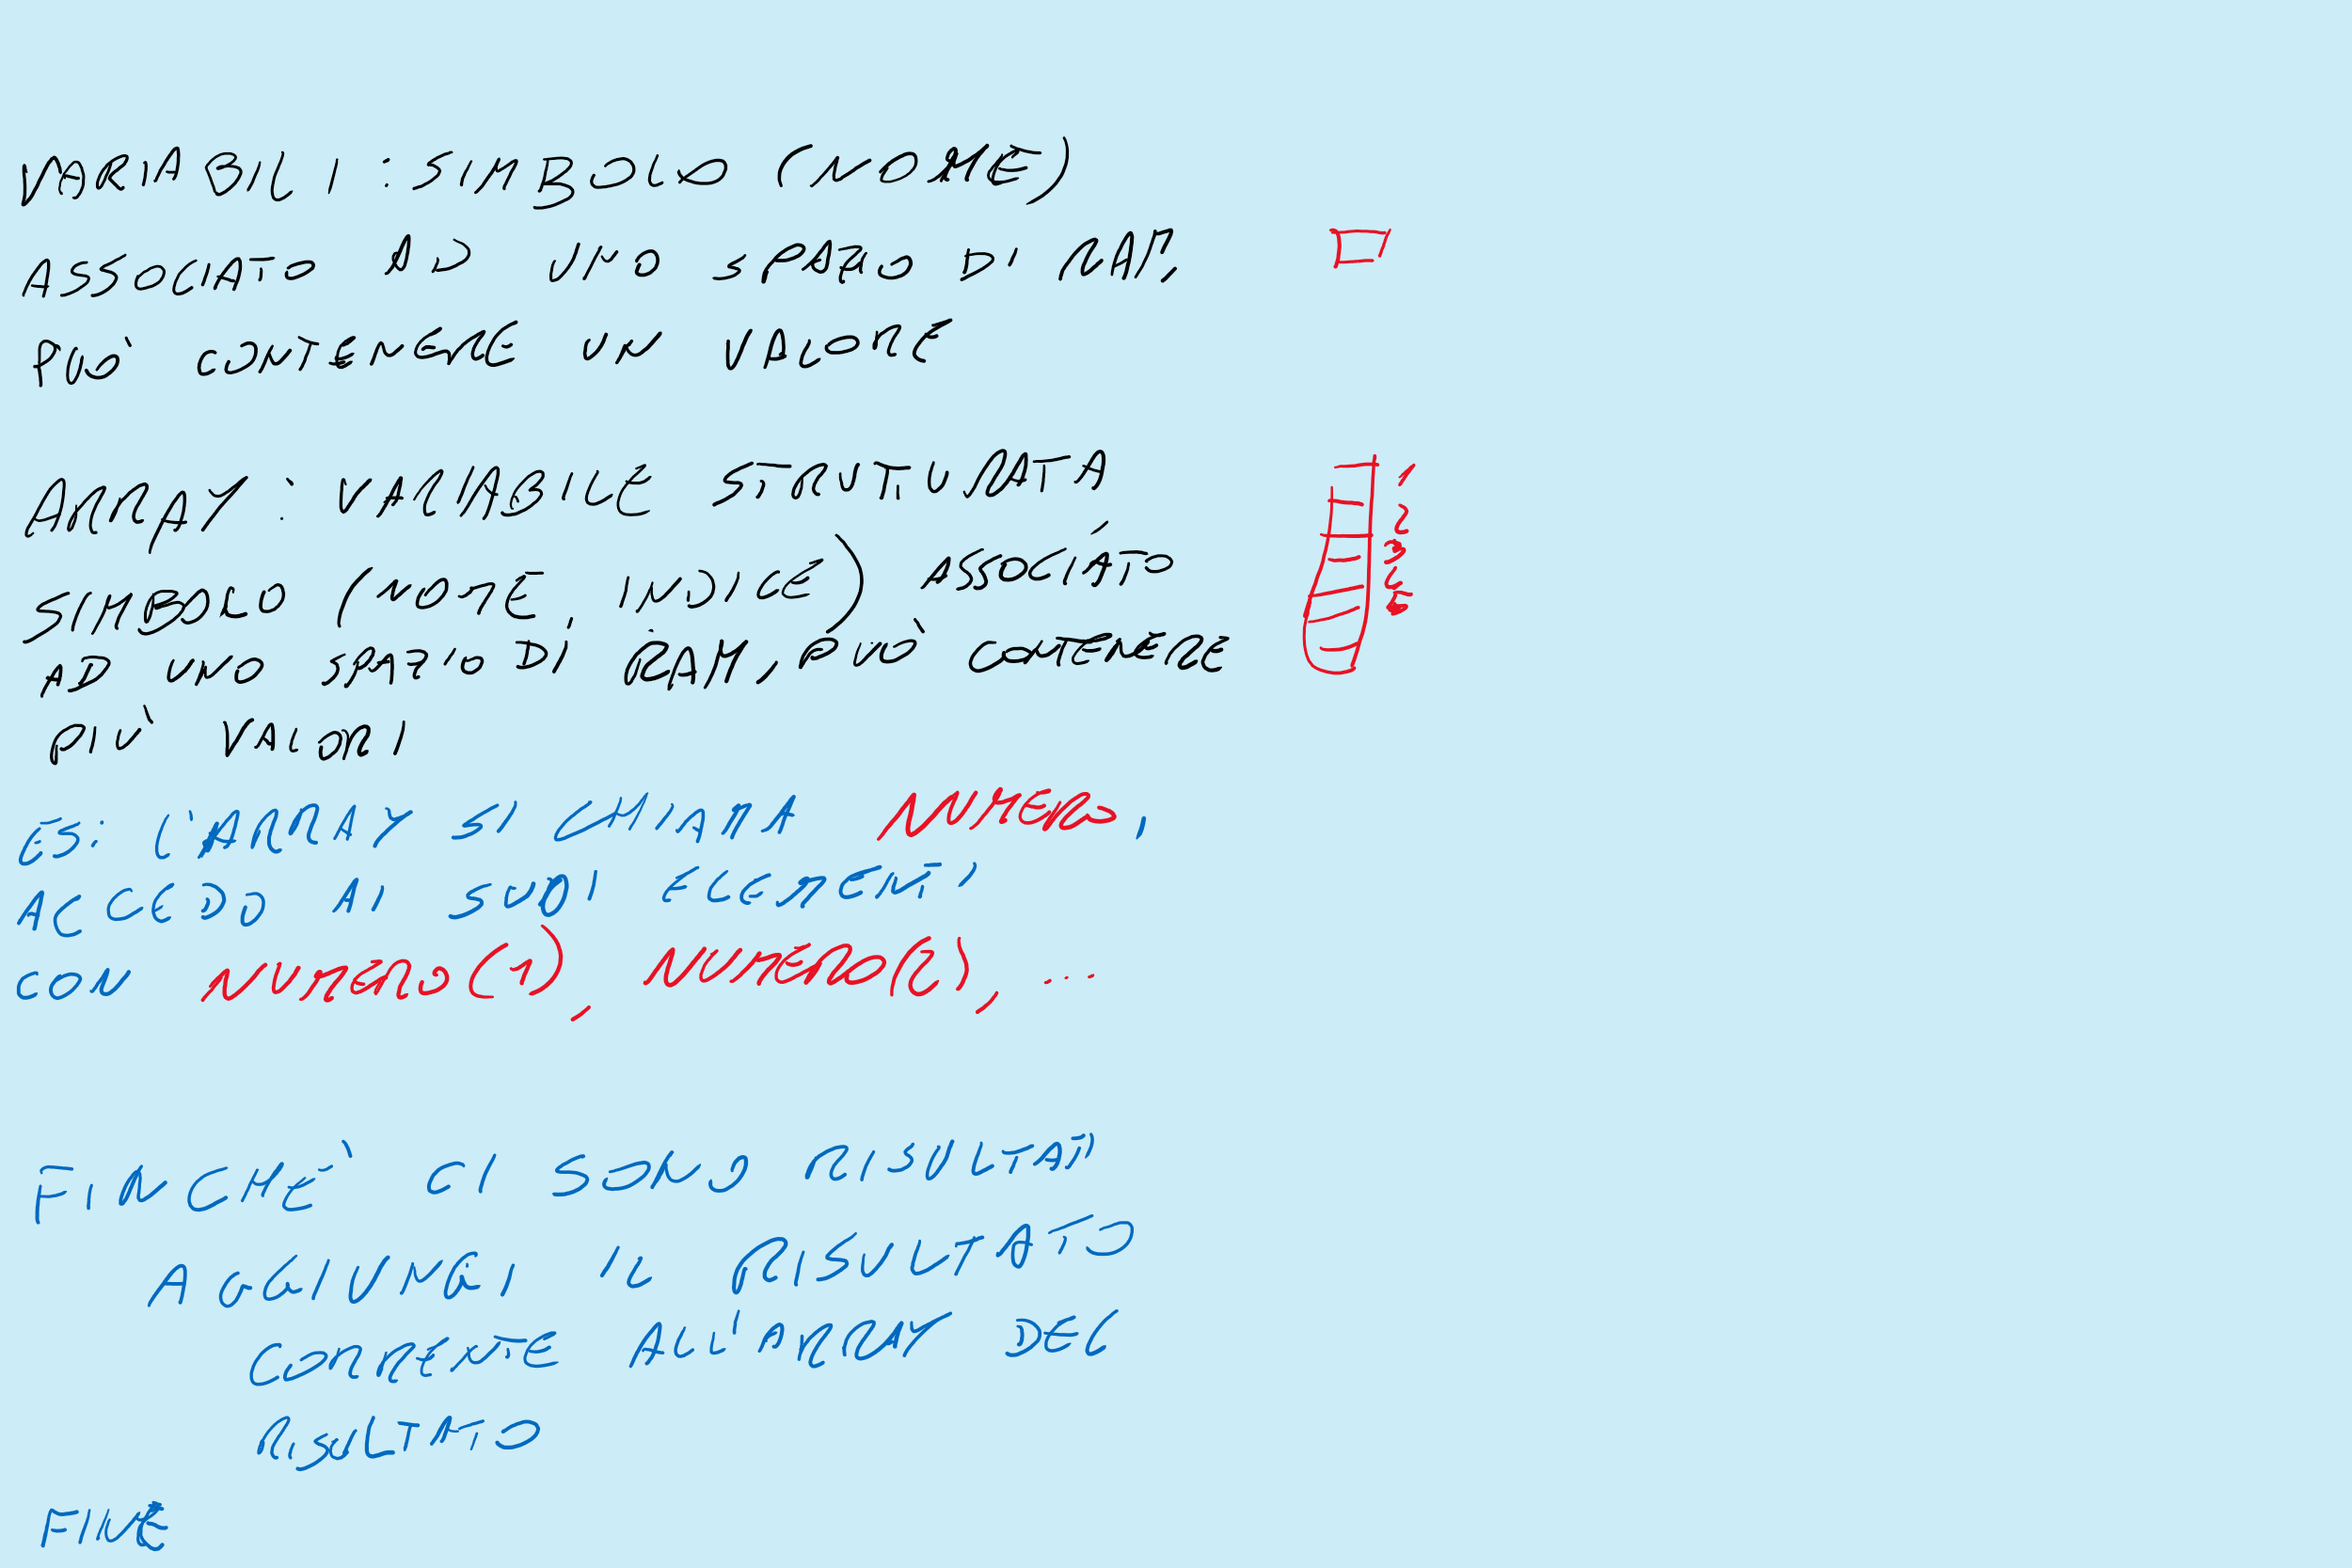 VARIABILI : SIMBOLO (NOME)
ASSOCIATO AD UNO SPAZIO DI RAM,
PUÒ CONTENERE UN VALORE
ARRAY : VARIABILE STRUTTURATA
1
2
3
4
5
SIMBOLO (NOME, INDICE) ASSOCIATO
AD UNO SPAZIO DI RAM, PUÒ CONTENERE
PIÙ VALORI
ES: L'ARRAY SI CHIAMA NUMERO,
ACCEDO AI SUOI ELEMENTI
CON NUMERO(1), NUMERO(2), ...
FINCHÈ CI SONO RISULTATI
AGGIUNGI IL RISULTATO
CORRENTE ALL'ARRAY DEL
RISULTATO
FINE